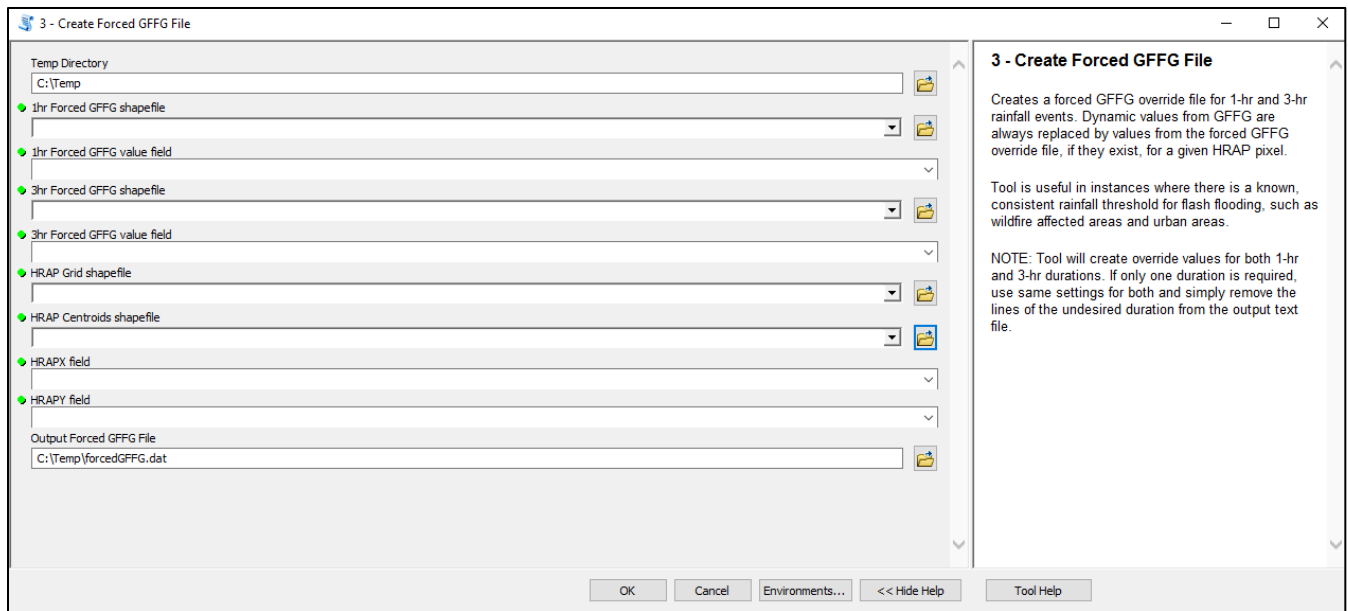 3 - Create Forced GFFG File
Temp Directory
C:\Temp
1hr Forced GFFG shapefile
1hr Forced GFFG value field
3hr Forced GFFG shapefile
3hr Forced GFFG value field
HRAP Grid shapefile
HRAP Centroids shapefile
HRAPX field
HRAPY field
Output Forced GFFG File
C:\Temp\forcedGFFG.dat
3 - Create Forced GFFG File
Creates a forced GFFG override file for 1-hr and 3-hr
rainfall events. Dynamic values from GFFG are
always replaced by values from the forced GFFG
override file, if they exist, for a given HRAP pixel.
Tool is useful in instances where there is a known,
consistent rainfall threshold for flash flooding, such as
wildfire affected areas and urban areas.
NOTE: Tool will create override values for both 1-hr
and 3-hr durations. If only one duration is required,
use same settings for both and simply remove the
lines of the undesired duration from the output text
file.
OK
Cancel
Environments...
<< Hide Help
Tool Help